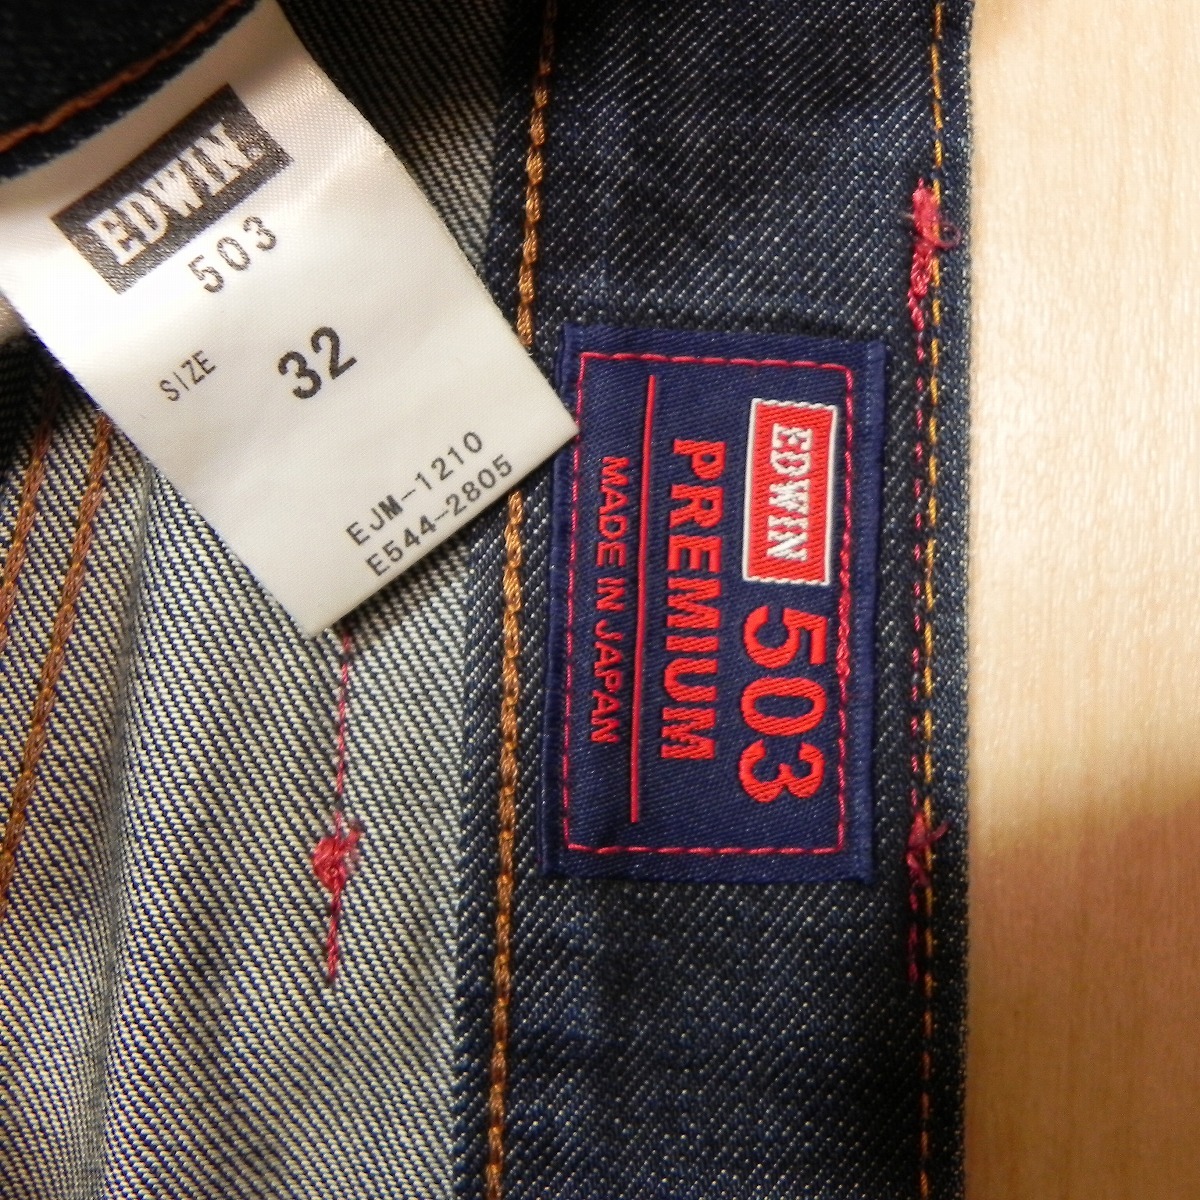 EDWIN
503
SIZE 32
EJM-1210
E544-2805
EDWIN 503
PREMIUM
MADE IN JAPAN